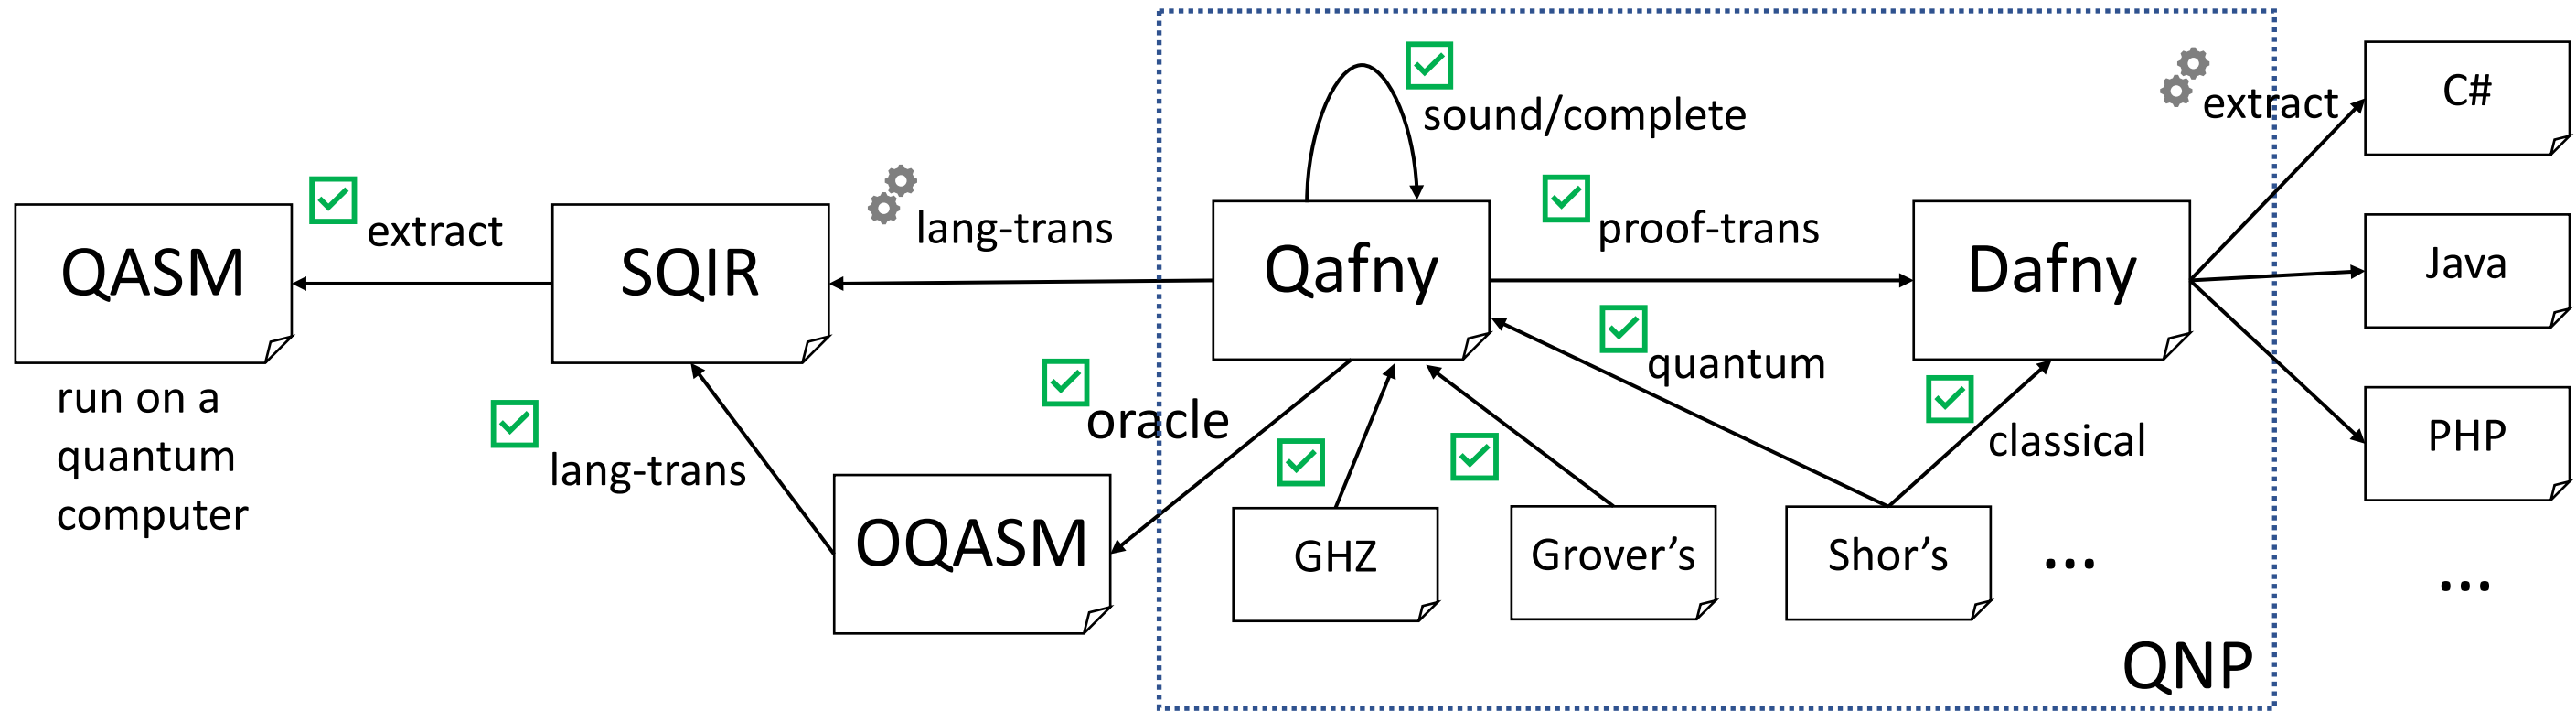 sound/complete
extract
C#
QASM
extract
SQIR
lang-trans
Qafny
proof-trans
Dafny
Java
run on a
quantum
computer
lang-trans
oracle
quantum
classical
PHP
OQASM
GHZ
Grover’s
Shor’s
...
...
QNP